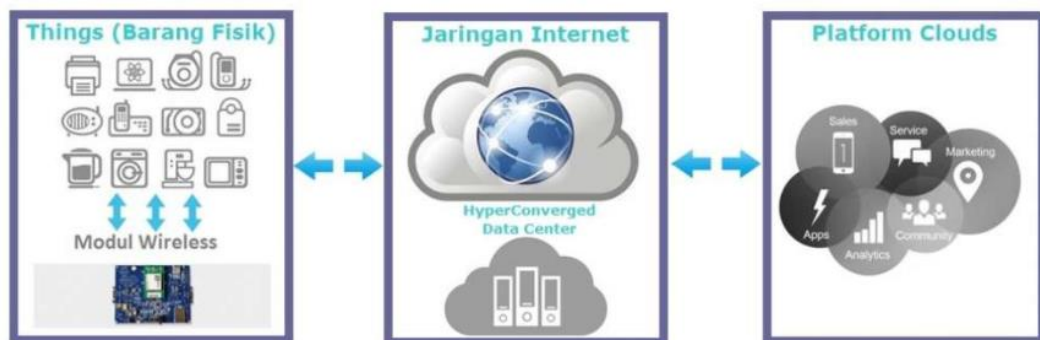 Things (Barang Fisik)
Modul Wireless
Jaringan Internet
HyperConverged
Data Center
Platform Clouds
Sales
Service
Marketing
Apps
Analytics
Community